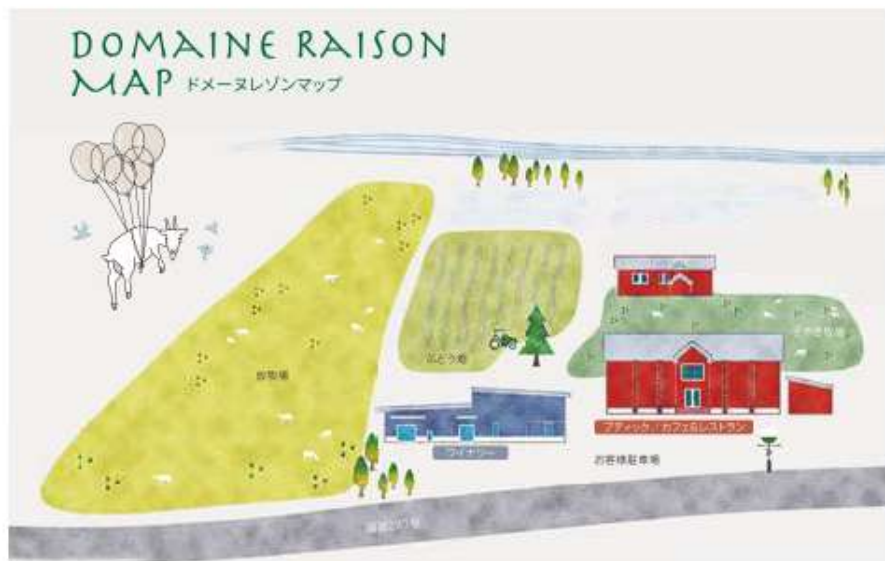 DOMAINE RAISON
MAP ドメーヌレゾンマップ
ぶどう畑
放牧場
ブティック／カフェ&レストラン
ワイナリー
お客様駐車場